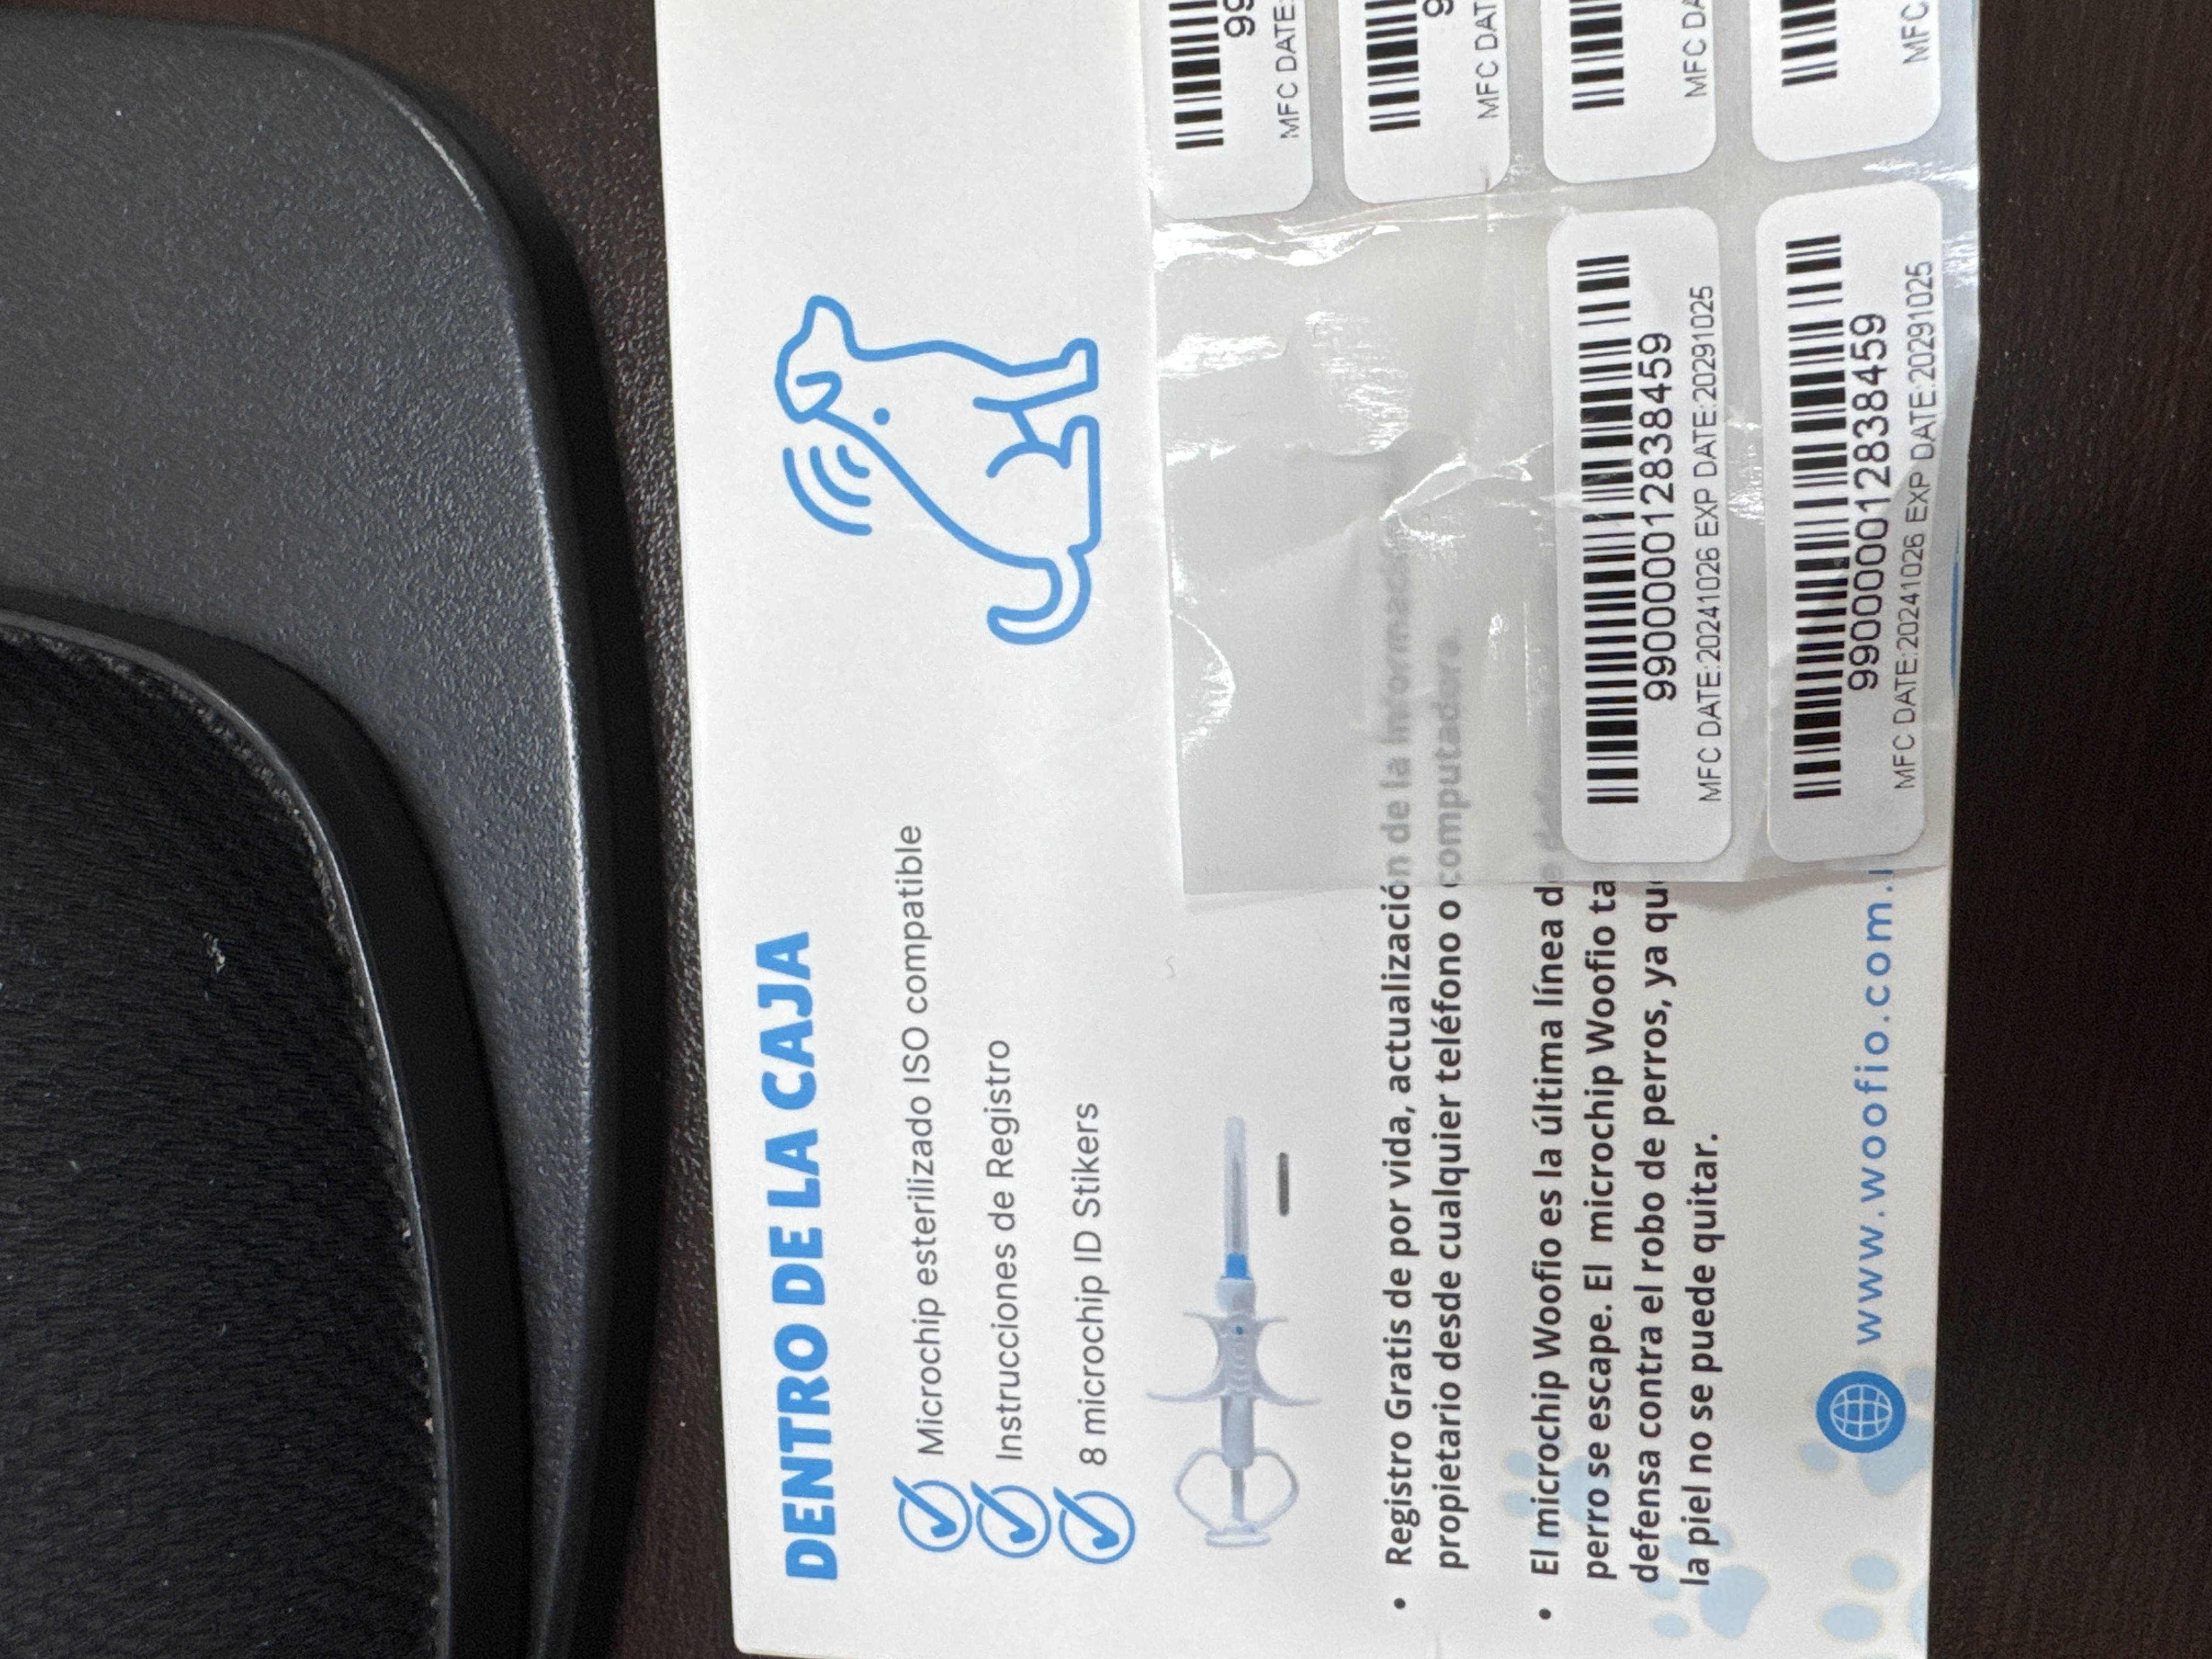 DENTRO DE LA CAJA
Microchip esterilizado ISO compatible
Instrucciones de Registro
8 microchip ID Stikers
• Registro Gratis de por vida, actualización de la informació
propietario desde cualquier teléfono o computadora.
• El microchip Woofio es la última línea de
perro se escape. El microchip Woofio ta
defensa contra el robo de perros, ya qu
la piel no se puede quitar.
www.woofio.com.
990000012838459
MFC DATE:20241026 EXP DATE:20291025
990000012838459
MFC DATE:20241026 EXP DATE:20291025
99
MFC DATE:
9
MFC DAT
MFC DA
MFC